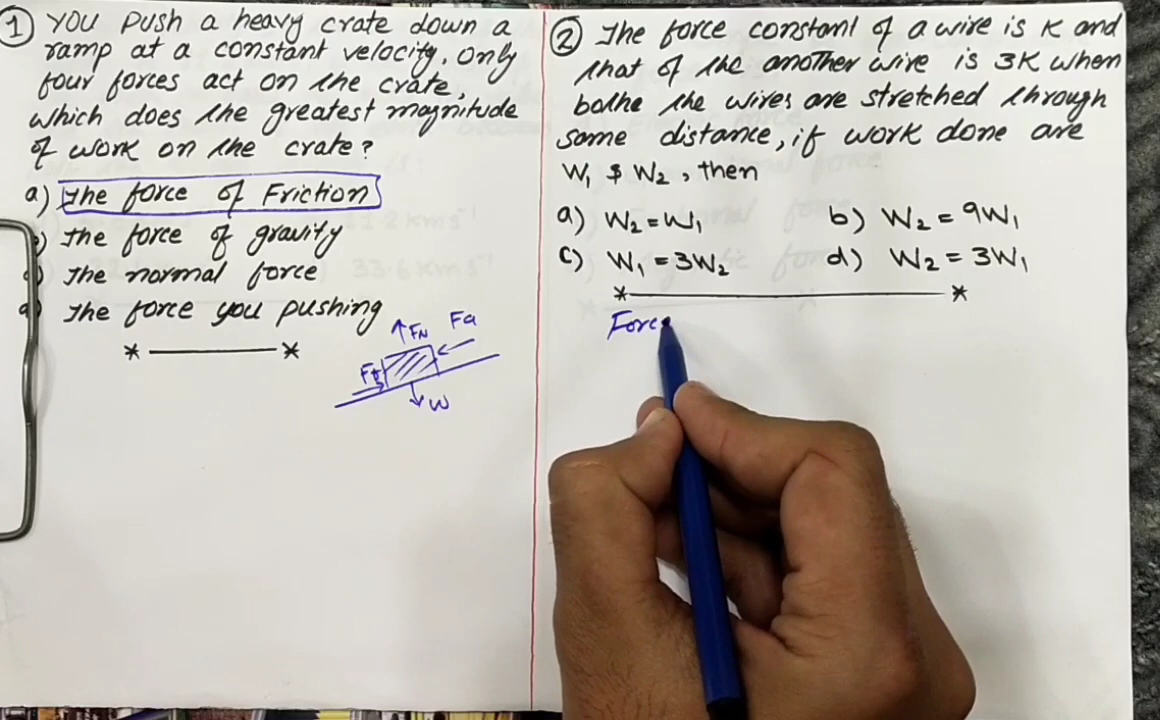 ① You push a heavy crate down a
ramp at a constant velocity. Only
four forces act on the crate,
which does the greatest magnitude
of work on the crate?
a) The force of Friction
) The force of gravity
) The normal force
) The force you pushing
* ———— *
FN
Fa
Ff
W
② The force constant of a wire is K and
that of the another wire is 3K when
bothe the wires are stretched through
same distance, if work done are
W₁ $ W₂, then
a) W₂ = W₁ b) W₂ = 9W₁
c) W₁ = 3W₂ d) W₂ = 3W₁
* ———— *
Forc